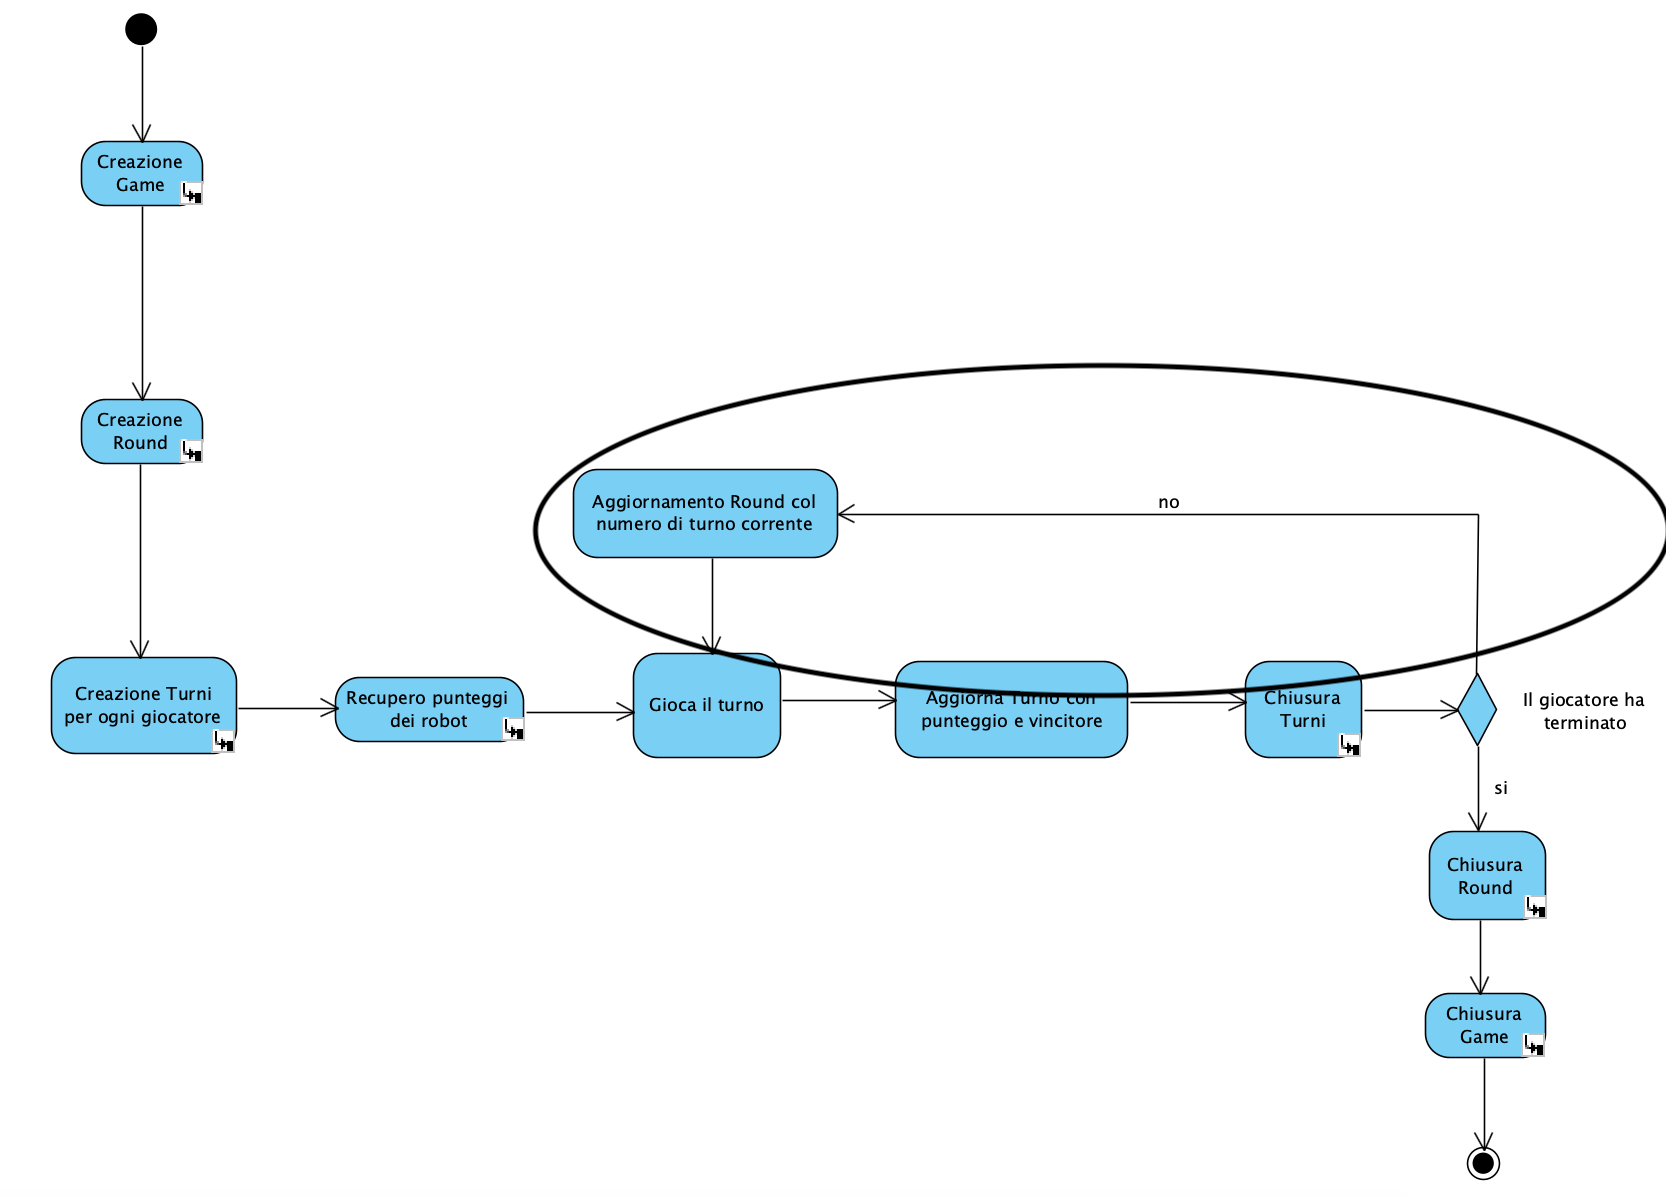 Creazione
Game
Creazione
Round
Aggiornamento Round col
numero di turno corrente
no
Creazione Turni
per ogni giocatore
Recupero punteggi
dei robot
Gioca il turno
Aggiorna Turno con
punteggio e vincitore
Chiusura
Turni
Il giocatore ha
terminato
si
Chiusura
Round
Chiusura
Game